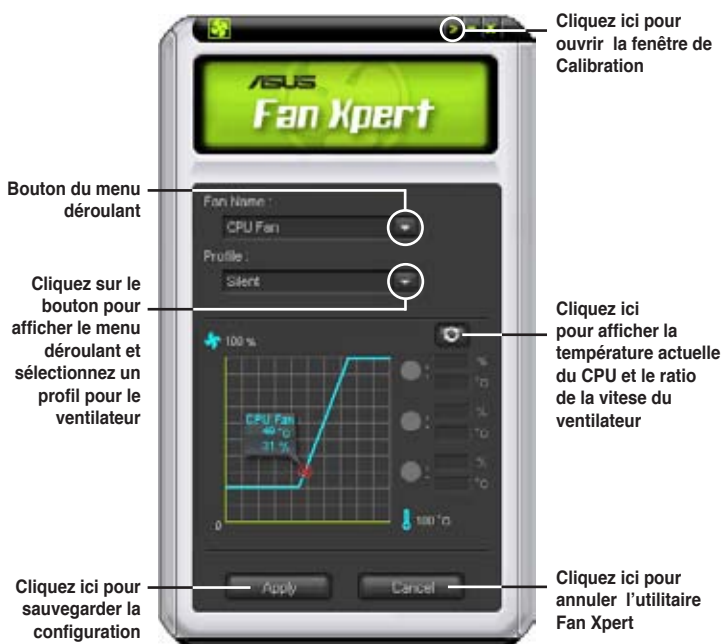 Cliquez ici pour
ouvrir la fenêtre de
Calibration
ASUS
Fan Xpert
Bouton du menu
déroulant
Fan Name :
CPU Fan
Profile :
Silent
Cliquez sur le
bouton pour
afficher le menu
déroulant et
sélectionnez un
profil pour le
ventilateur
Cliquez ici
pour afficher la
température actuelle
du CPU et le ratio
de la vitese du
ventilateur
100 %
CPU Fan
31 %
%
°C
%
°C
%
°C
0
100 °C
Apply
Cancel
Cliquez ici pour
sauvegarder la
configuration
Cliquez ici pour
annuler l'utilitaire
Fan Xpert